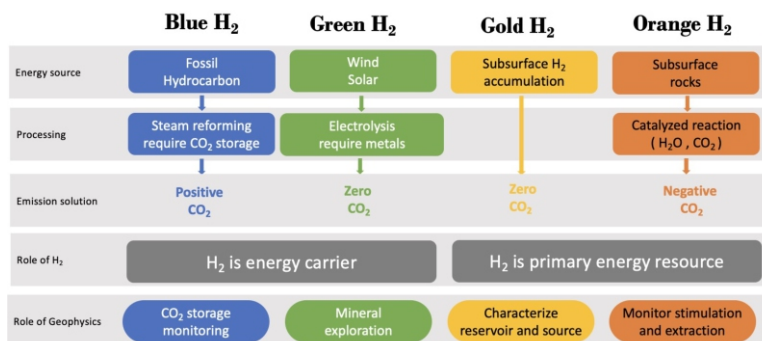 Blue H₂ Green H₂ Gold H₂ Orange H₂
Energy source
Fossil
Hydrocarbon
Wind
Solar
Subsurface H₂
accumulation
Subsurface
rocks
Processing
Steam reforming
require CO₂ storage
Electrolysis
require metals
Catalyzed reaction
( H₂O , CO₂ )
Emission solution
Positive
CO₂
Zero
CO₂
Zero
CO₂
Negative
CO₂
Role of H₂
H₂ is energy carrier
H₂ is primary energy resource
Role of Geophysics
CO₂ storage
monitoring
Mineral
exploration
Characterize
reservoir and source
Monitor stimulation
and extraction